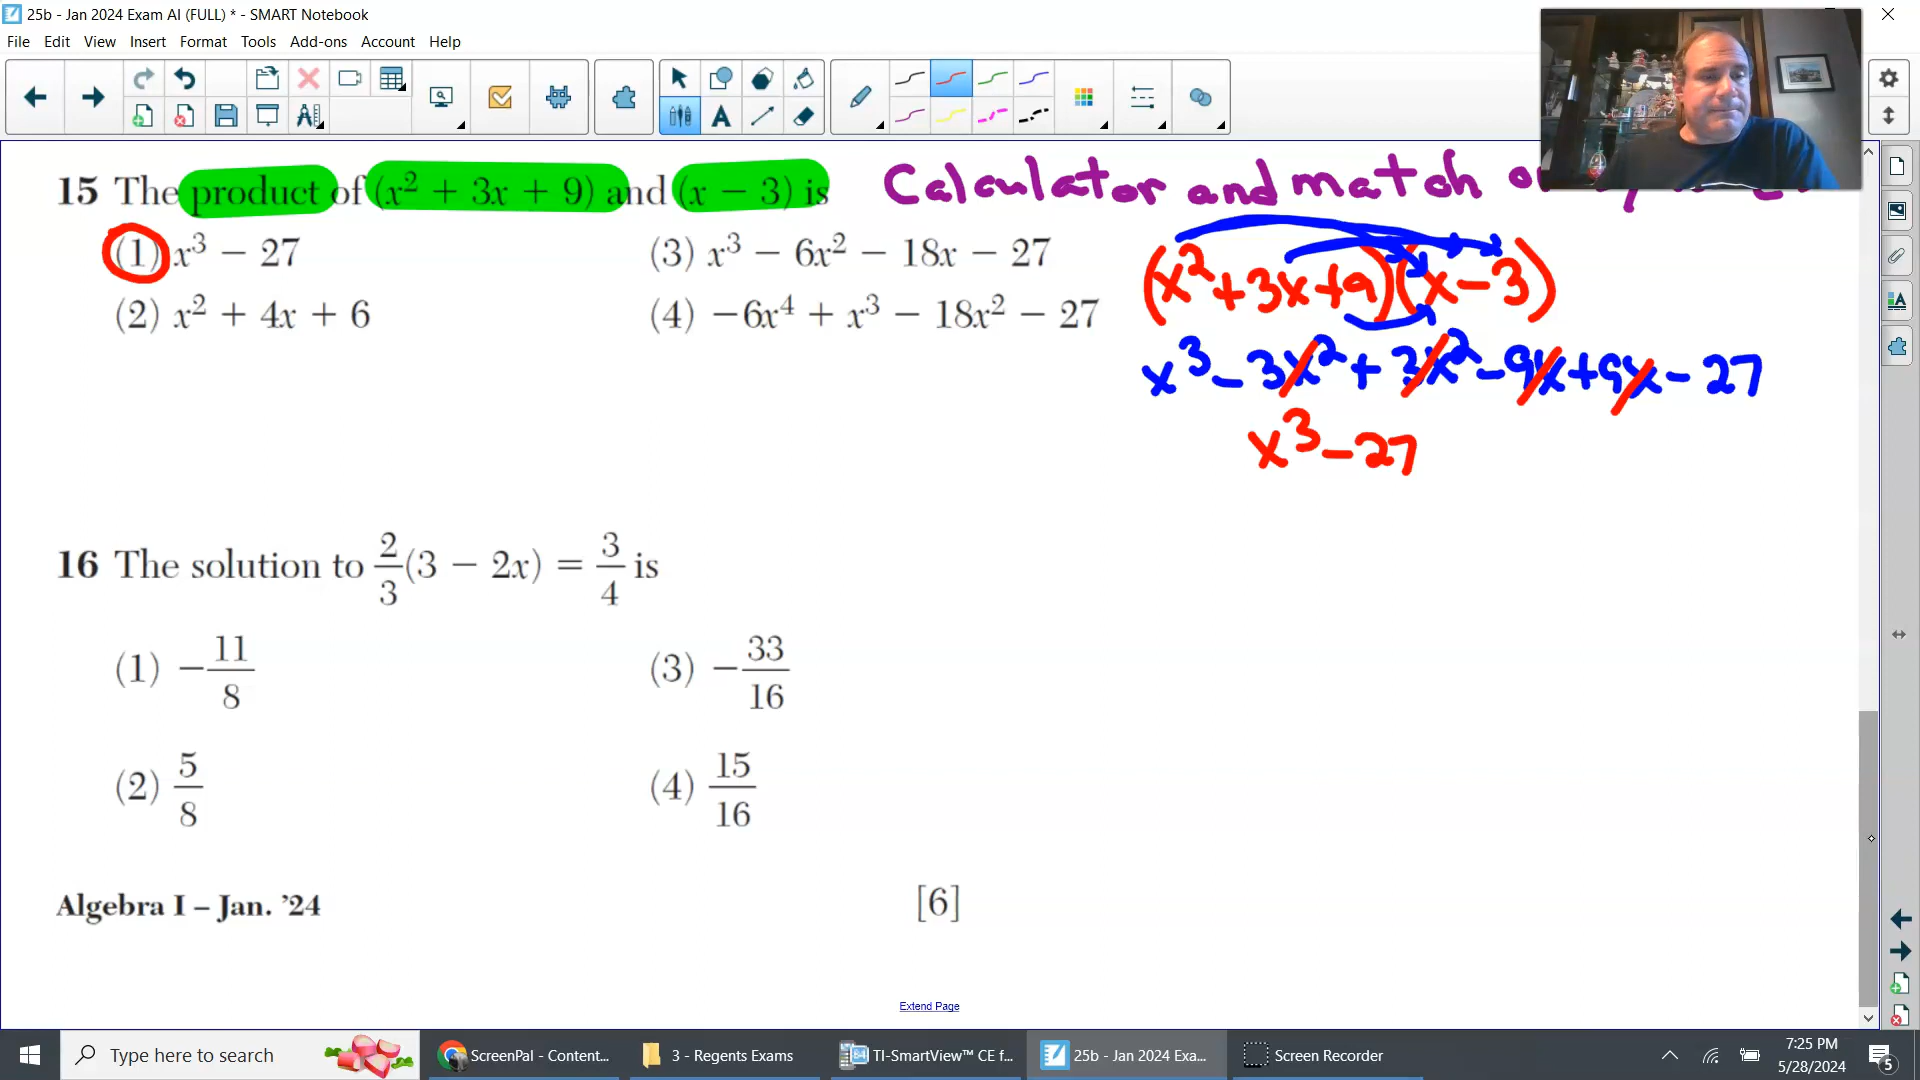 25b - Jan 2024 Exam AI (FULL) * - SMART Notebook
File Edit View Insert Format Tools Add-ons Account Help
15 The product of (x² + 3x + 9) and (x − 3) is
Calculator and match
(1) x³ − 27
(3) x³ − 6x² − 18x − 27
(2) x² + 4x + 6
(4) −6x⁴ + x³ − 18x² − 27
(x²+3x+9)(x-3)
x³-3x²+3x²-9x+9x-27
x³-27
16 The solution to 2/3(3 − 2x) = 3/4 is
(1) −11/8
(3) −33/16
(2) 5/8
(4) 15/16
Algebra I – Jan. ’24
[6]
Extend Page
Type here to search
ScreenPal - Content...
3 - Regents Exams
TI-SmartView™ CE f...
25b - Jan 2024 Exa...
Screen Recorder
7:25 PM
5/28/2024
5